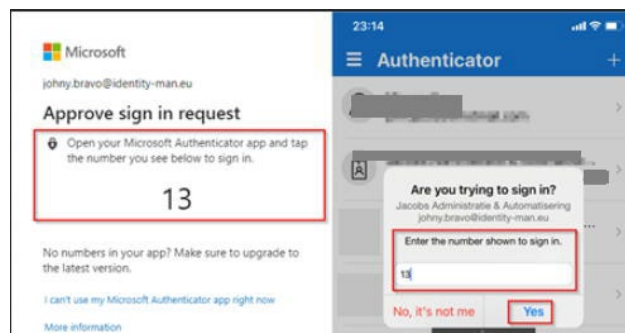 Microsoft
johny.bravo@identity-man.eu
Approve sign in request
Open your Microsoft Authenticator app and tap
the number you see below to sign in.
13
No numbers in your app? Make sure to upgrade to
the latest version.
I can't use my Microsoft Authenticator app right now
More information
23:14
Authenticator
Are you trying to sign in?
Jacobs Administratie & Automatisering
johny.bravo@identity-man.eu
Enter the number shown to sign in.
13
No, it's not me
Yes